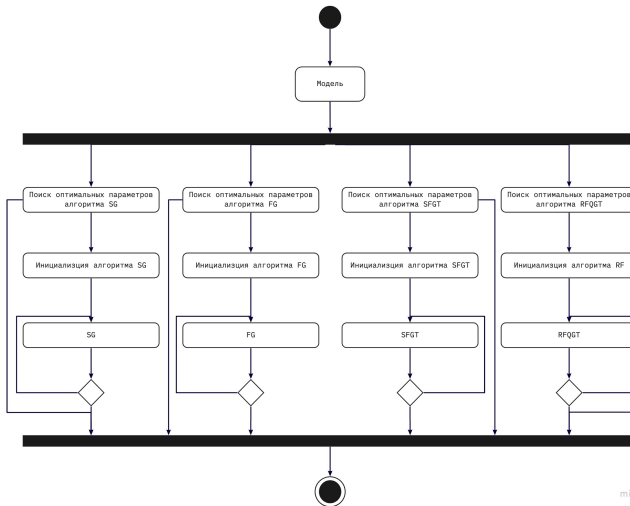 Модель
Поиск оптимальных параметров
алгоритма SG
Поиск оптимальных параметров
алгоритма FG
Поиск оптимальных параметров
алгоритма SFGT
Поиск оптимальных параметров
алгоритма RFQGT
Инициализция алгоритма SG
Инициализция алгоритма FG
Инициализция алгоритма SFGT
Инициализция алгоритма RF
SG
FG
SFGT
RFQGT
mi